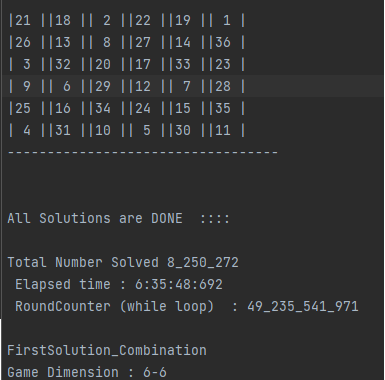 |21 ||18 || 2 ||22 ||19 || 1 |
|26 ||13 || 8 ||27 ||14 ||36 |
| 3 ||32 ||20 ||17 ||33 ||23 |
| 9 || 6 ||29 ||12 || 7 ||28 |
|25 ||16 ||34 ||24 ||15 ||35 |
| 4 ||31 ||10 || 5 ||30 ||11 |
----------------------------------
All Solutions are DONE  ::::
Total Number Solved 8_250_272
 Elapsed time : 6:35:48:692
 RoundCounter (while loop)  : 49_235_541_971
FirstSolution_Combination
Game Dimension : 6-6